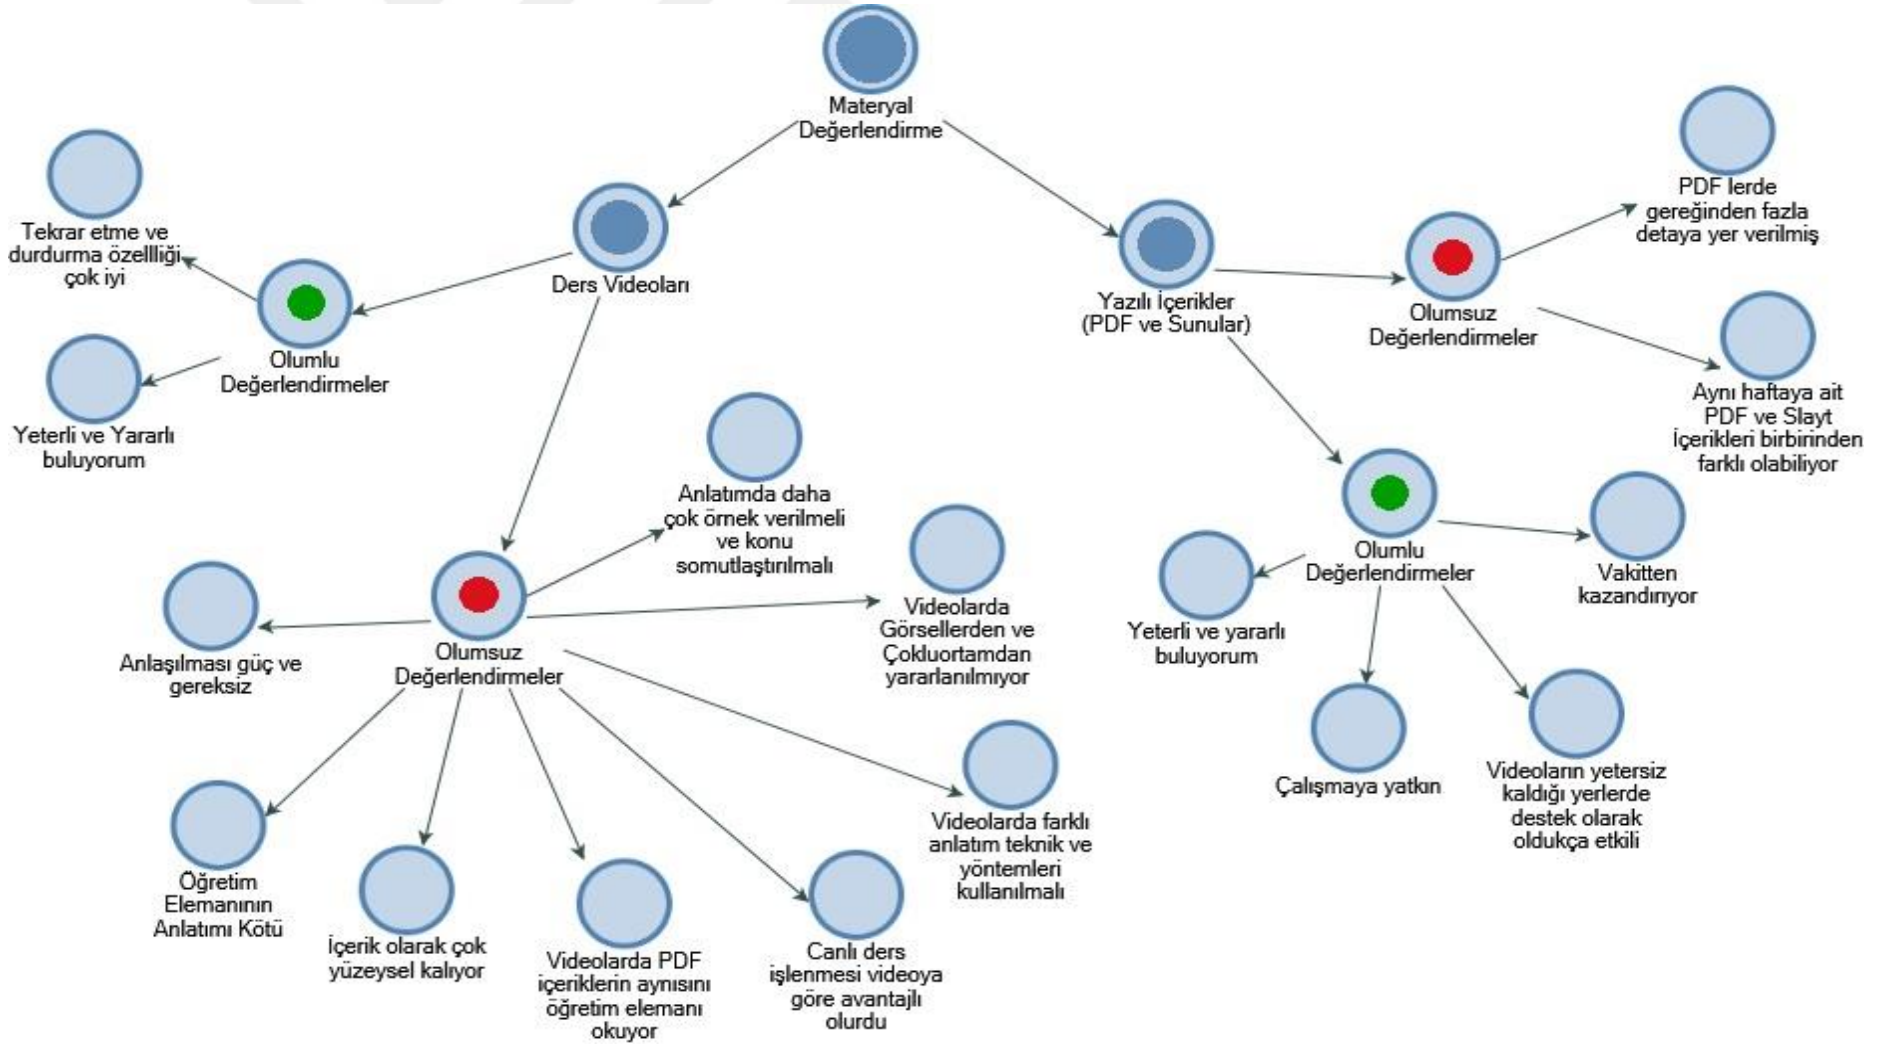 Materyal
Değerlendirme
Tekrar etme ve
durdurma özellliği
çok iyi
Ders Videoları
Olumlu
Değerlendirmeler
Yeterli ve Yararlı
buluyorum
Yazılı İçerikler
(PDF ve Sunular)
Olumsuz
Değerlendirmeler
PDF lerde
gereğinden fazla
detaya yer verilmiş
Aynı haftaya ait
PDF ve Slayt
İçerikleri birbirinden
farklı olabiliyor
Anlatımda daha
çok örnek verilmeli
ve konu
somutlaştırılmalı
Videolarda
Görsellerden ve
Çokluortamdan
yararlanılmıyor
Anlaşılması güç ve
gereksiz
Olumsuz
Değerlendirmeler
Olumlu
Değerlendirmeler
Vakitten
kazandırıyor
Yeterli ve yararlı
buluyorum
Çalışmaya yatkın
Videoların yetersiz
kaldığı yerlerde
destek olarak
oldukça etkili
Videolarda farklı
anlatım teknik ve
yöntemleri
kullanılmalı
Öğretim
Elemanının
Anlatımı Kötü
İçerik olarak çok
yüzeysel kalıyor
Videolarda PDF
içeriklerin aynısını
öğretim elemanı
okuyor
Canlı ders
işlenmesi videoya
göre avantajlı
olurdu